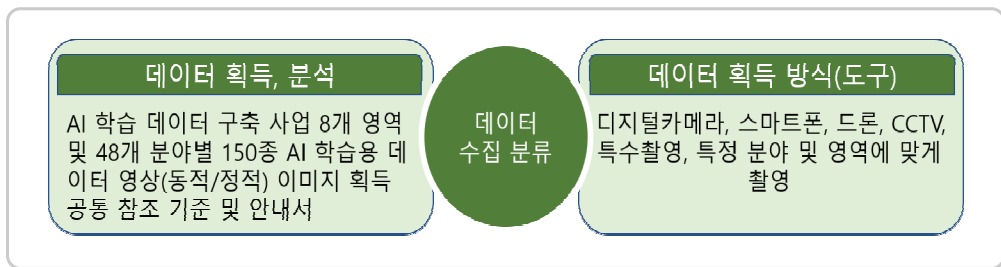 데이터 획득, 분석
AI 학습 데이터 구축 사업 8개 영역
및 48개 분야별 150종 AI 학습용 데
이터 영상(동적/정적) 이미지 획득
공통 참조 기준 및 안내서
데이터
수집 분류
데이터 획득 방식(도구)
디지털카메라, 스마트폰, 드론, CCTV,
특수촬영, 특정 분야 및 영역에 맞게
촬영